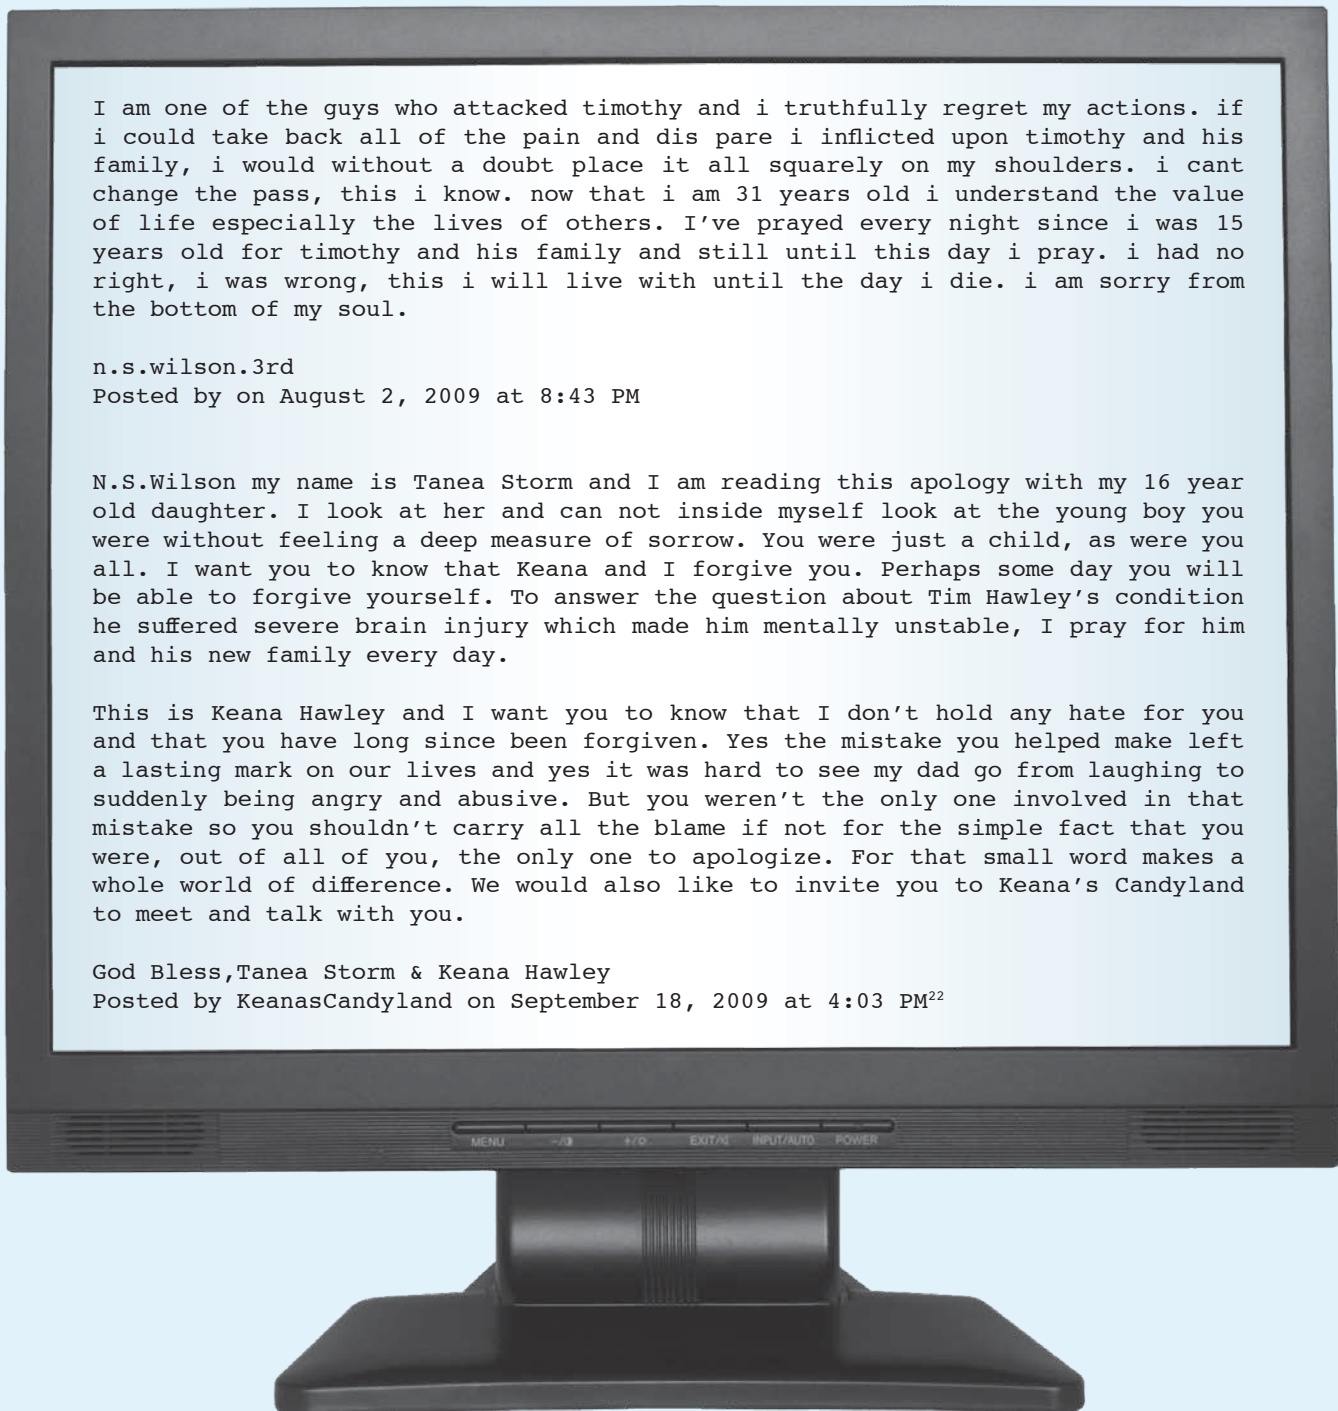 I am one of the guys who attacked timothy and i truthfully regret my actions. if
i could take back all of the pain and dis pare i inflicted upon timothy and his
family, i would without a doubt place it all squarely on my shoulders. i cant
change the pass, this i know. now that i am 31 years old i understand the value
of life especially the lives of others. I've prayed every night since i was 15
years old for timothy and his family and still until this day i pray. i had no
right, i was wrong, this i will live with until the day i die. i am sorry from
the bottom of my soul.
n.s.wilson.3rd
Posted by on August 2, 2009 at 8:43 PM
N.S.Wilson my name is Tanea Storm and I am reading this apology with my 16 year
old daughter. I look at her and can not inside myself look at the young boy you
were without feeling a deep measure of sorrow. You were just a child, as were you
all. I want you to know that Keana and I forgive you. Perhaps some day you will
be able to forgive yourself. To answer the question about Tim Hawley's condition
he suffered severe brain injury which made him mentally unstable, I pray for him
and his new family every day.
This is Keana Hawley and I want you to know that I don't hold any hate for you
and that you have long since been forgiven. Yes the mistake you helped make left
a lasting mark on our lives and yes it was hard to see my dad go from laughing to
suddenly being angry and abusive. But you weren't the only one involved in that
mistake so you shouldn't carry all the blame if not for the simple fact that you
were, out of all of you, the only one to apologize. For that small word makes a
whole world of difference. We would also like to invite you to Keana's Candyland
to meet and talk with you.
God Bless,Tanea Storm & Keana Hawley
Posted by KeanasCandyland on September 18, 2009 at 4:03 PM22
MENU EXIT INPUT/AUTO POWER